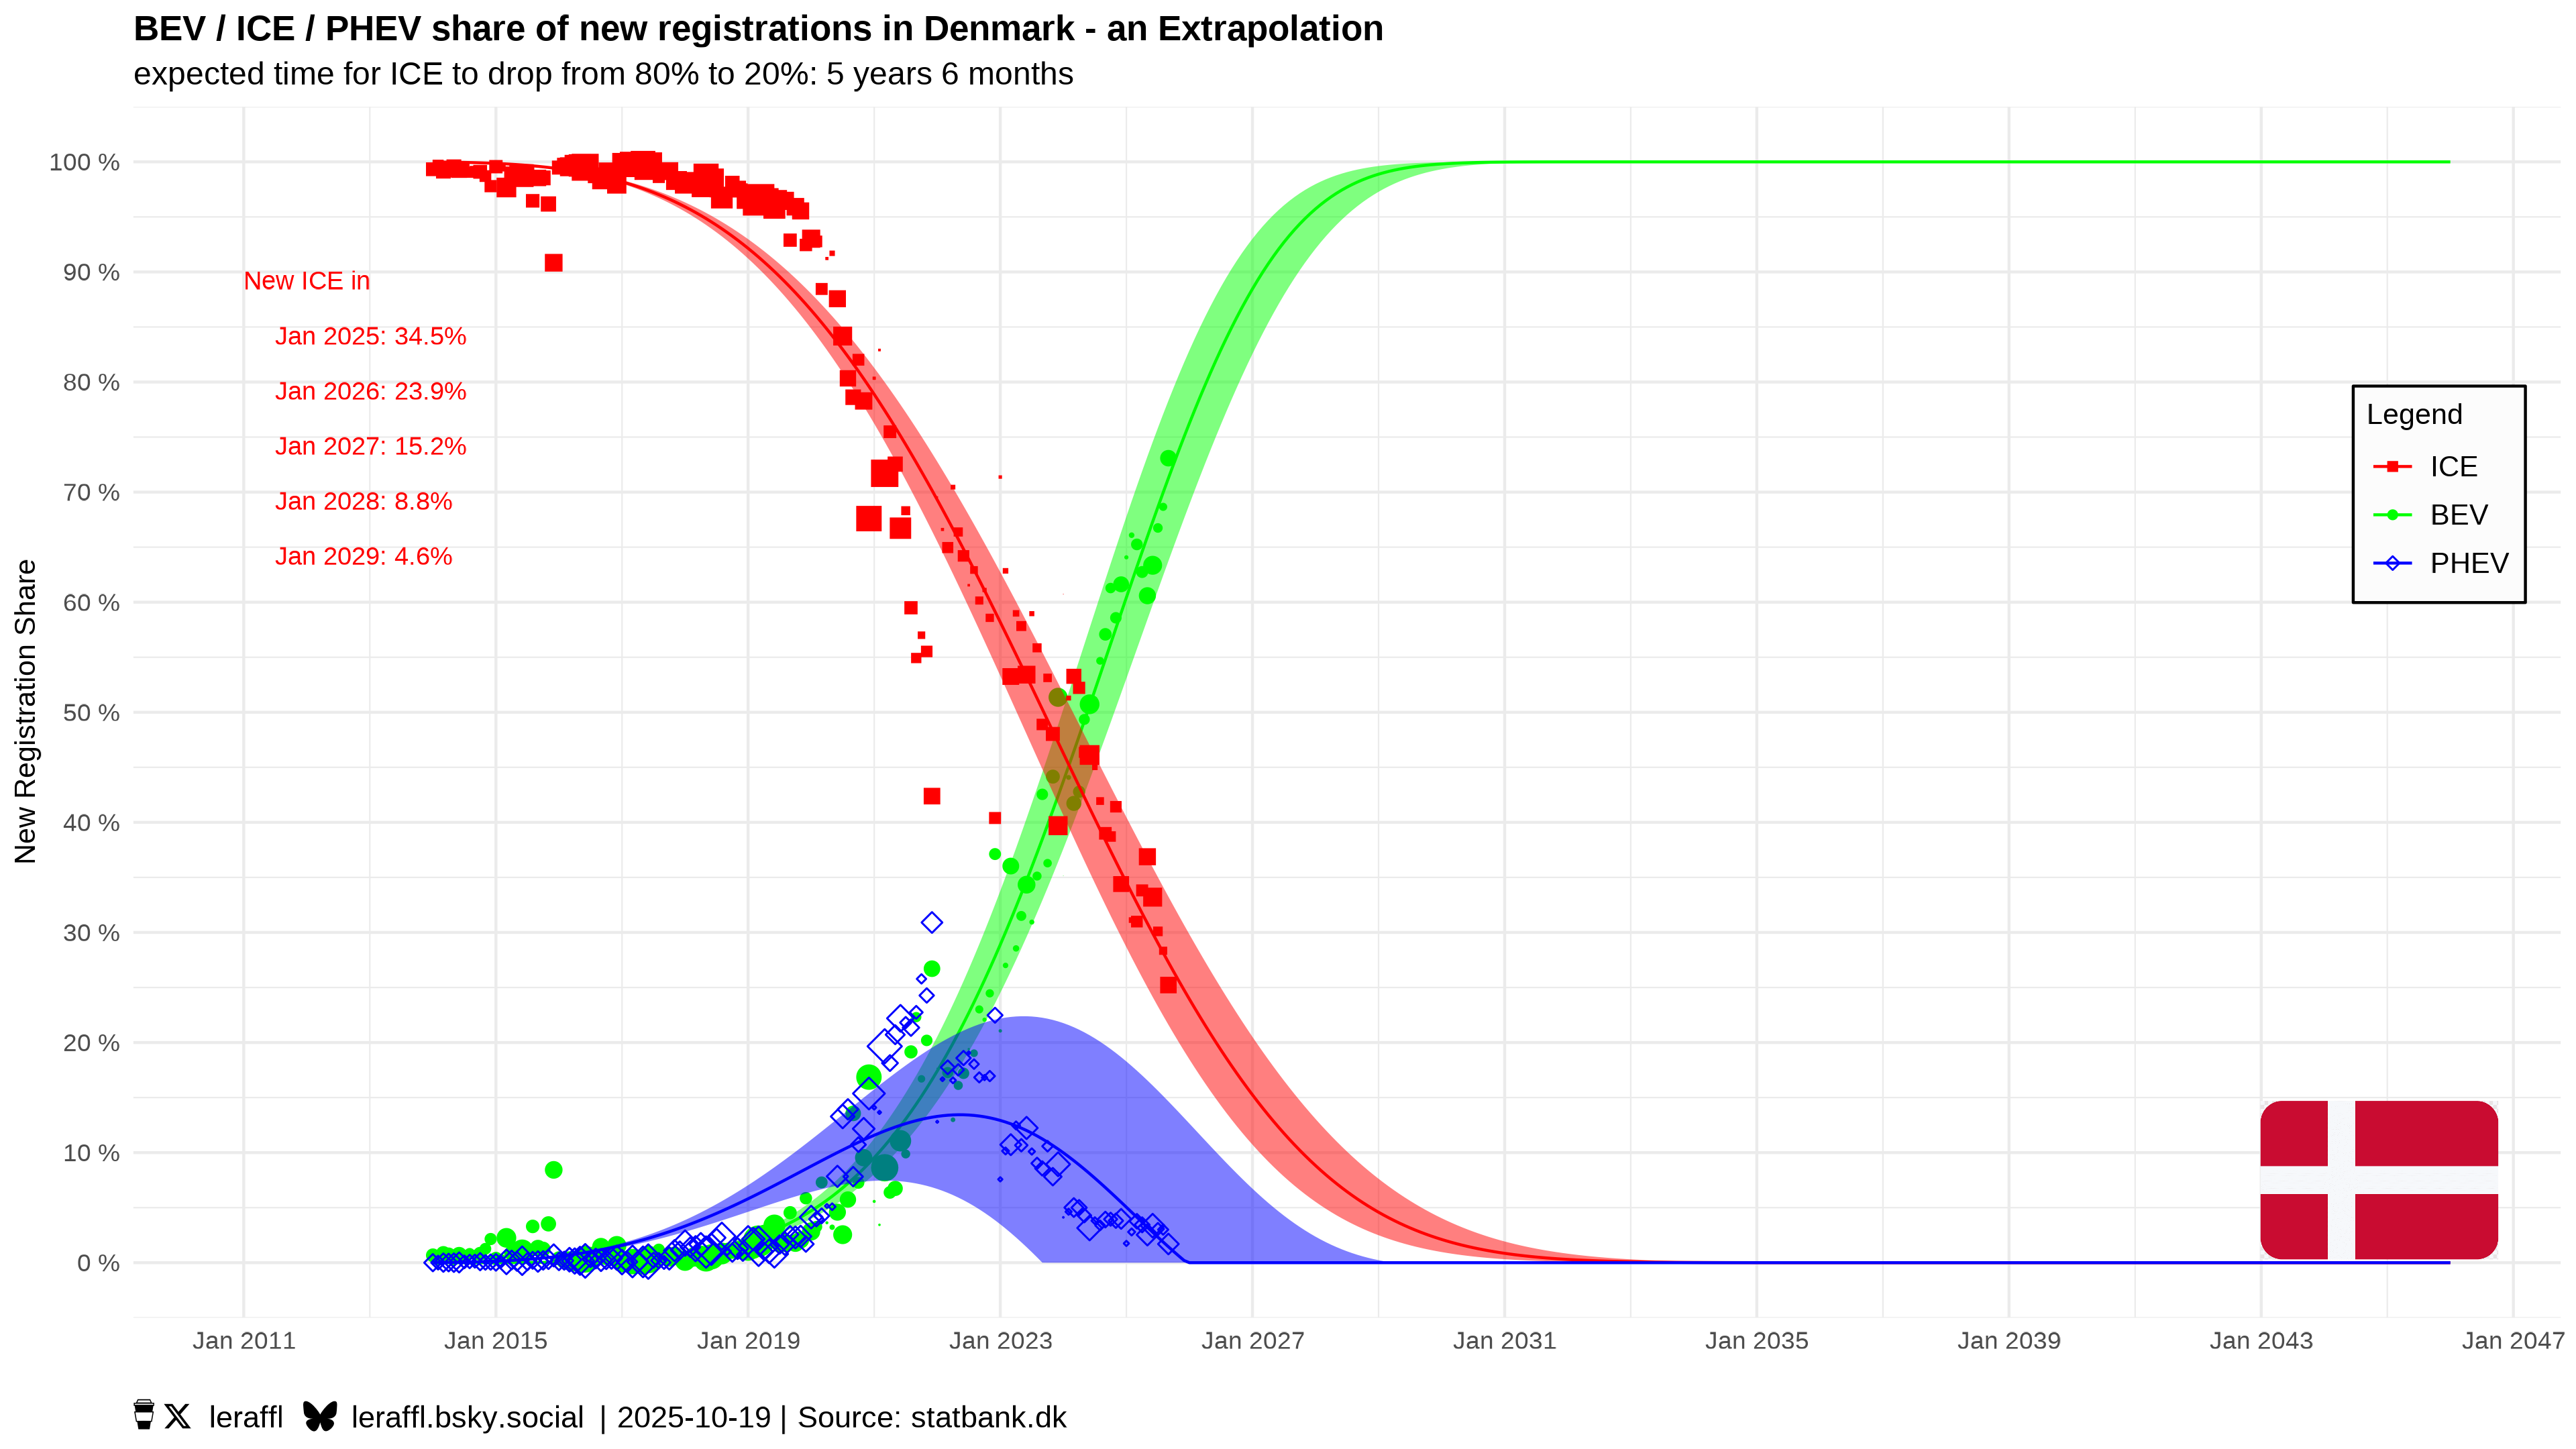 BEV / ICE / PHEV share of new registrations in Denmark - an Extrapolation
expected time for ICE to drop from 80% to 20%: 5 years 6 months
New Registration Share
100 %
90 %
80 %
70 %
60 %
50 %
40 %
30 %
20 %
10 %
0 %
New ICE in
Jan 2025: 34.5%
Jan 2026: 23.9%
Jan 2027: 15.2%
Jan 2028: 8.8%
Jan 2029: 4.6%
Legend
ICE
BEV
PHEV
Jan 2011
Jan 2015
Jan 2019
Jan 2023
Jan 2027
Jan 2031
Jan 2035
Jan 2039
Jan 2043
Jan 2047
leraffl leraffl.bsky.social | 2025-10-19 | Source: statbank.dk